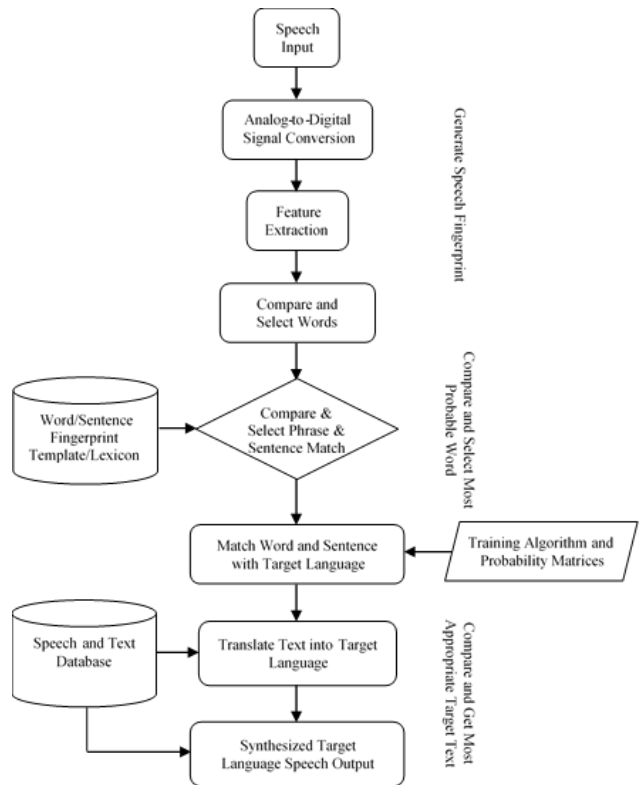 Speech
Input
Analog-to-Digital
Signal Conversion
Generate Speech Fingerprint
Feature
Extraction
Compare and
Select Words
Word/Sentence
Fingerprint
Template/Lexicon
Compare &
Select Phrase &
Sentence Match
Compare and Select Most
Probable Word
Match Word and Sentence
with Target Language
Training Algorithm and
Probability Matrices
Speech and Text
Database
Translate Text into Target
Language
Compare and Get Most
Appropriate Target Text
Synthesized Target
Language Speech Output